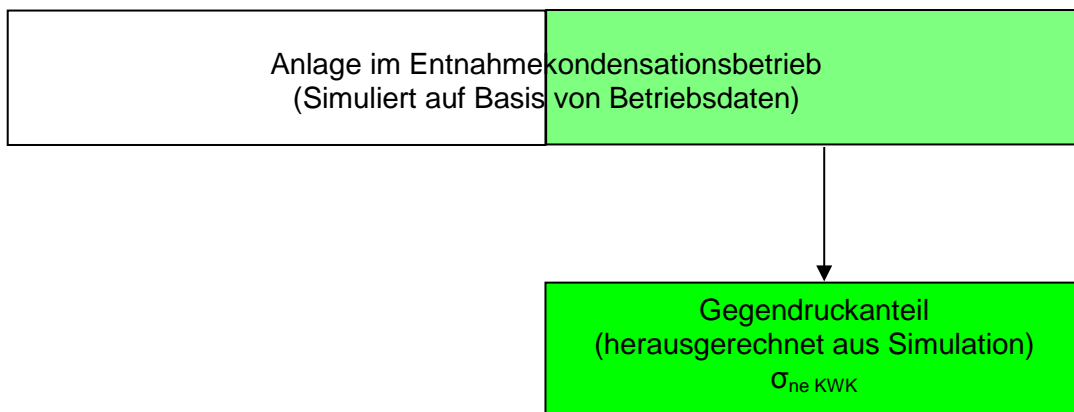 Anlage im Entnahmekondensationsbetrieb
(Simuliert auf Basis von Betriebsdaten)
Gegendruckanteil
(herausgerechnet aus Simulation)
σne KWK